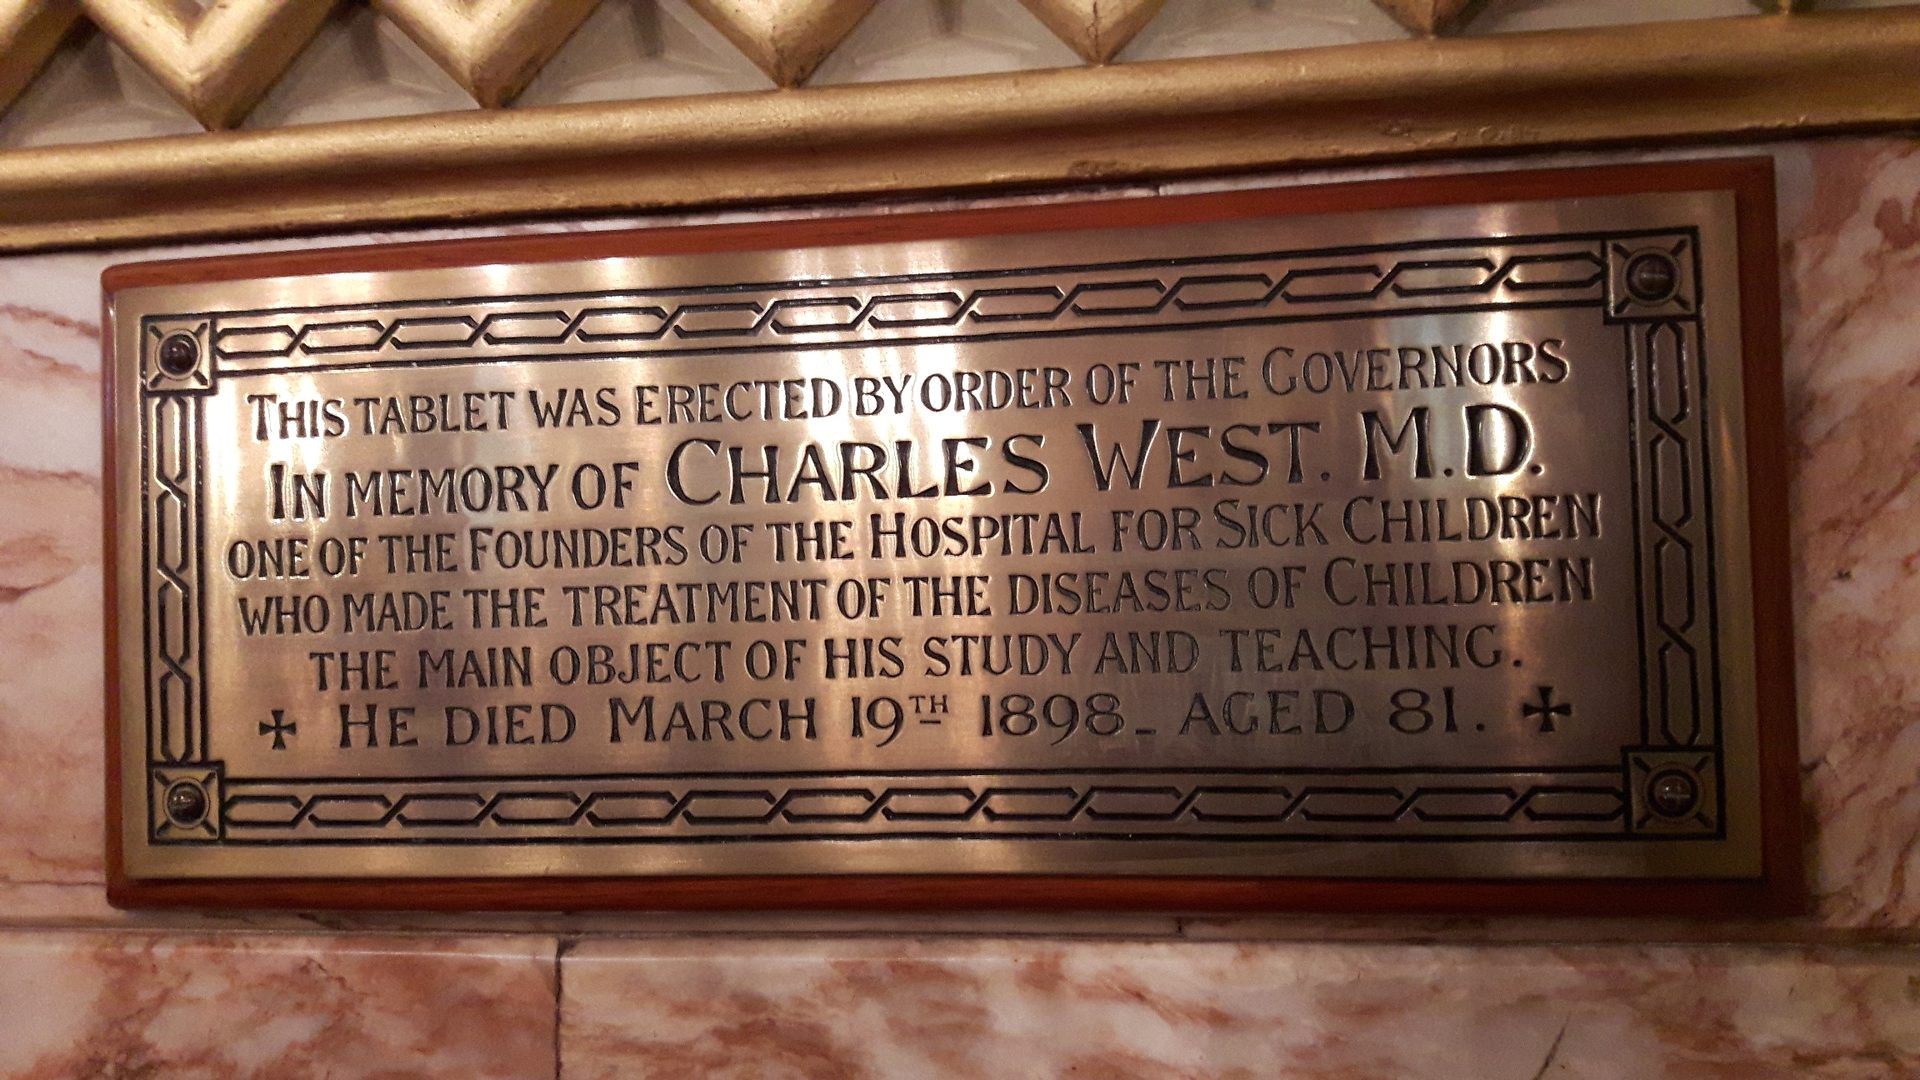 THIS TABLET WAS ERECTED BY ORDER OF THE GOVERNORS
IN MEMORY OF CHARLES WEST. M.D.
ONE OF THE FOUNDERS OF THE HOSPITAL FOR SICK CHILDREN
WHO MADE THE TREATMENT OF THE DISEASES OF CHILDREN
THE MAIN OBJECT OF HIS STUDY AND TEACHING.
✠ HE DIED MARCH 19TH 1898_ AGED 81. ✠